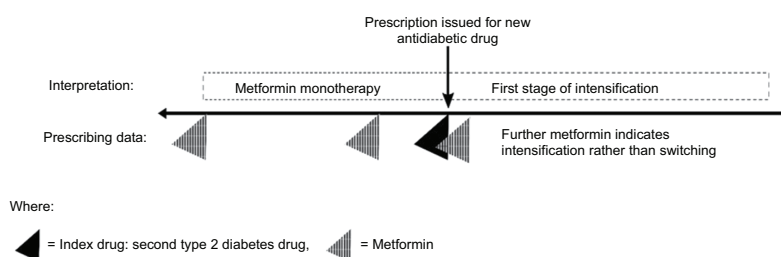 Prescription issued for new
antidiabetic drug
Interpretation:
Metformin monotherapy
First stage of intensification
Prescribing data:
Further metformin indicates
intensification rather than switching
Where:
= Index drug: second type 2 diabetes drug,
= Metformin